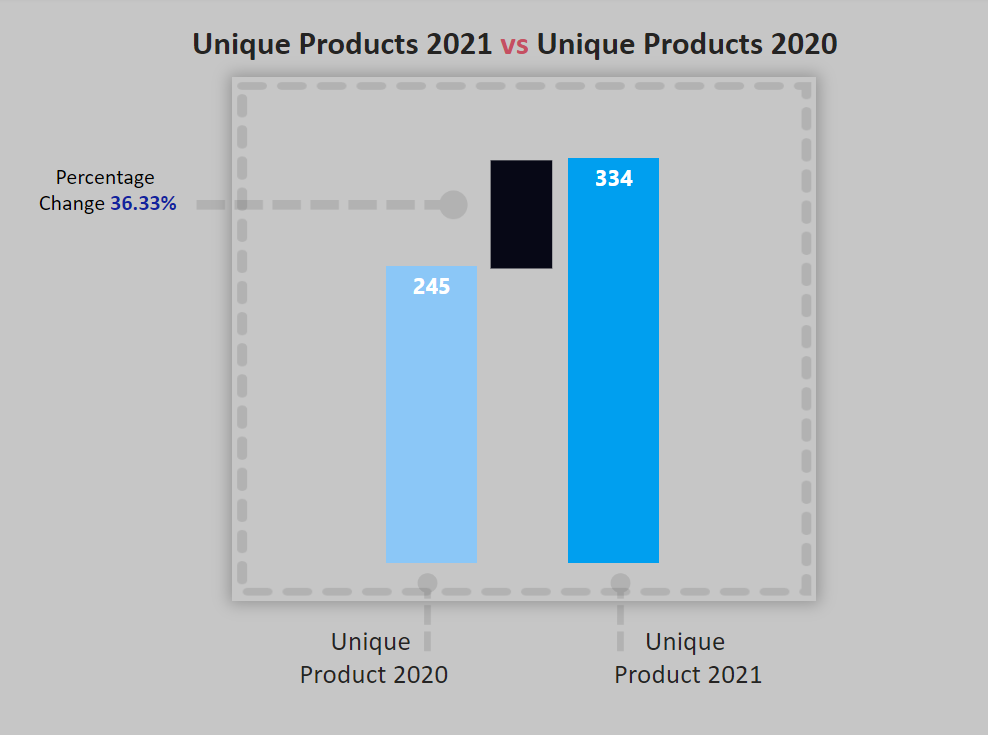 Unique Products 2021 vs Unique Products 2020
Percentage
Change 36.33%
334
245
Unique
Product 2020
Unique
Product 2021